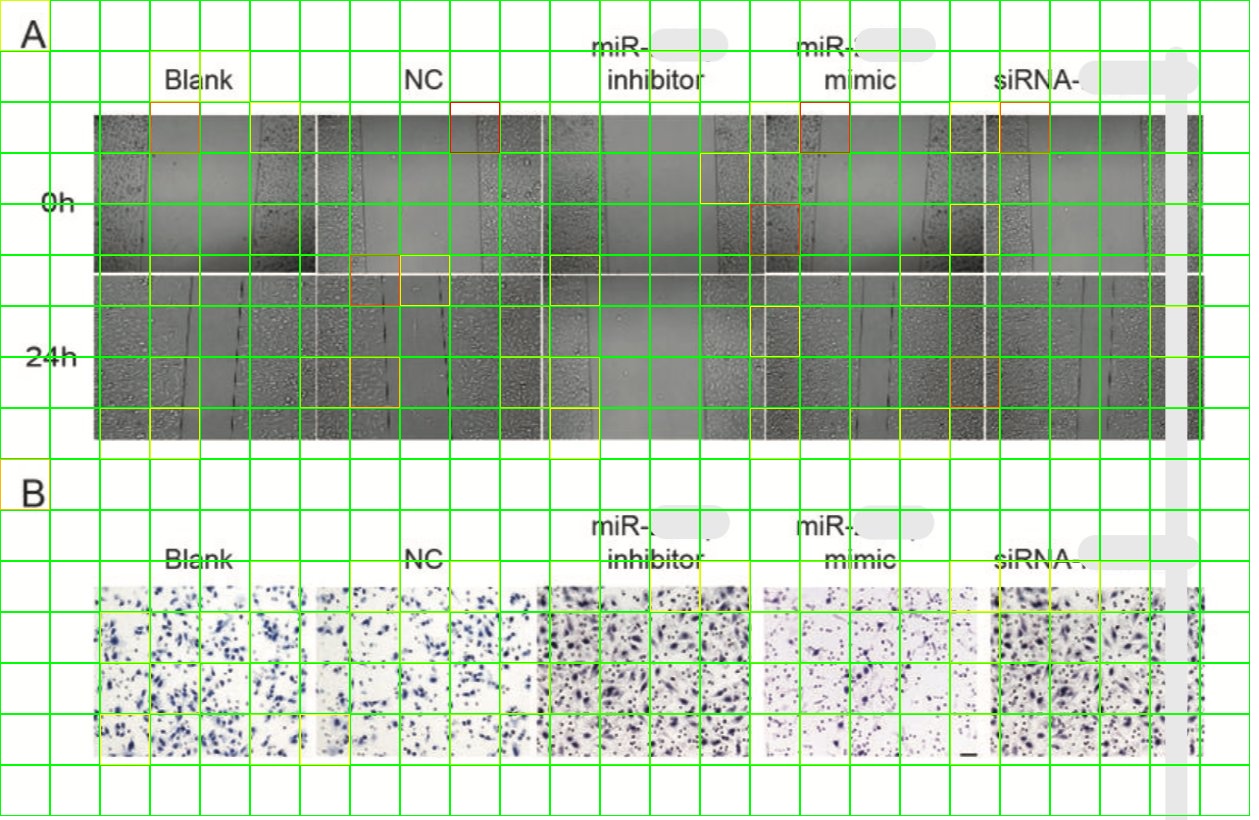 A
miR- miR-
Blank NC inhibitor mimic siRNA-
0h
24h
B
miR- miR-
Blank NC inhibitor mimic siRNA-